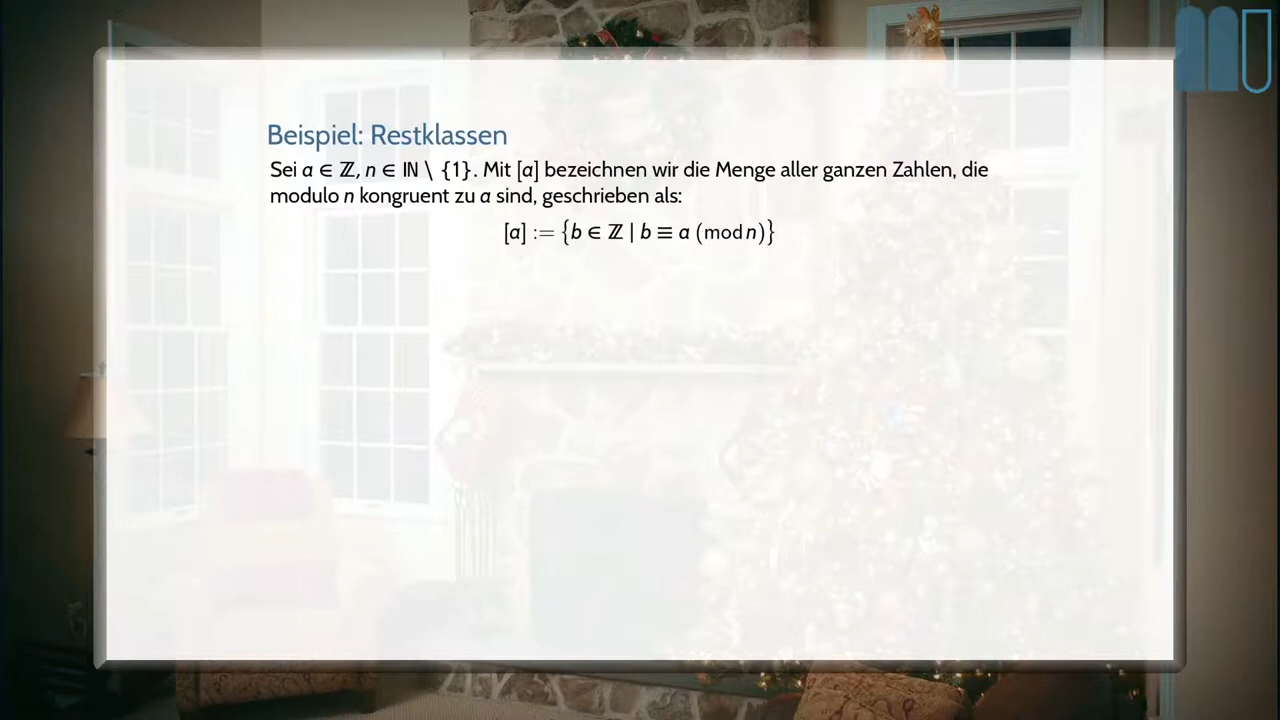 Beispiel: Restklassen
Sei a ∈ ℤ, n ∈ ℕ \ {1}. Mit [a] bezeichnen wir die Menge aller ganzen Zahlen, die
modulo n kongruent zu a sind, geschrieben als:
[a] := {b ∈ ℤ | b ≡ a (mod n)}